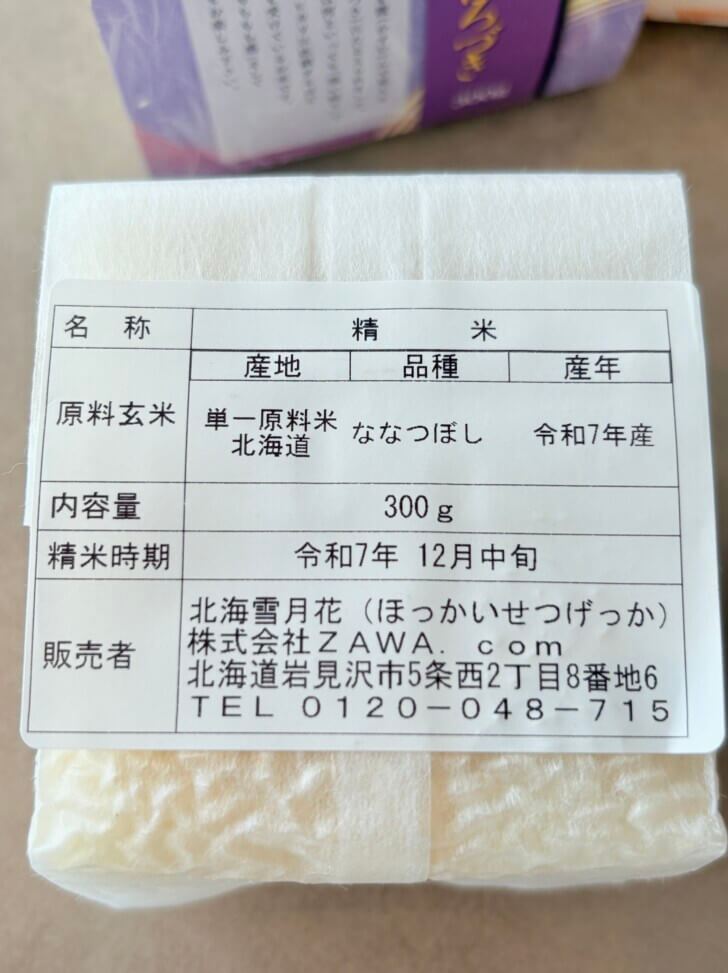 ろづき
名 称 精 米
産地 品種 産年
原料玄米 単一原料米 北海道 ななつぼし 令和7年産
内容量 300g
精米時期 令和7年 12月中旬
販売者
北海雪月花(ほっかいせつげっか)
株式会社ZAWA. com
北海道岩見沢市5条西2丁目8番地6
TEL 0120-048-715